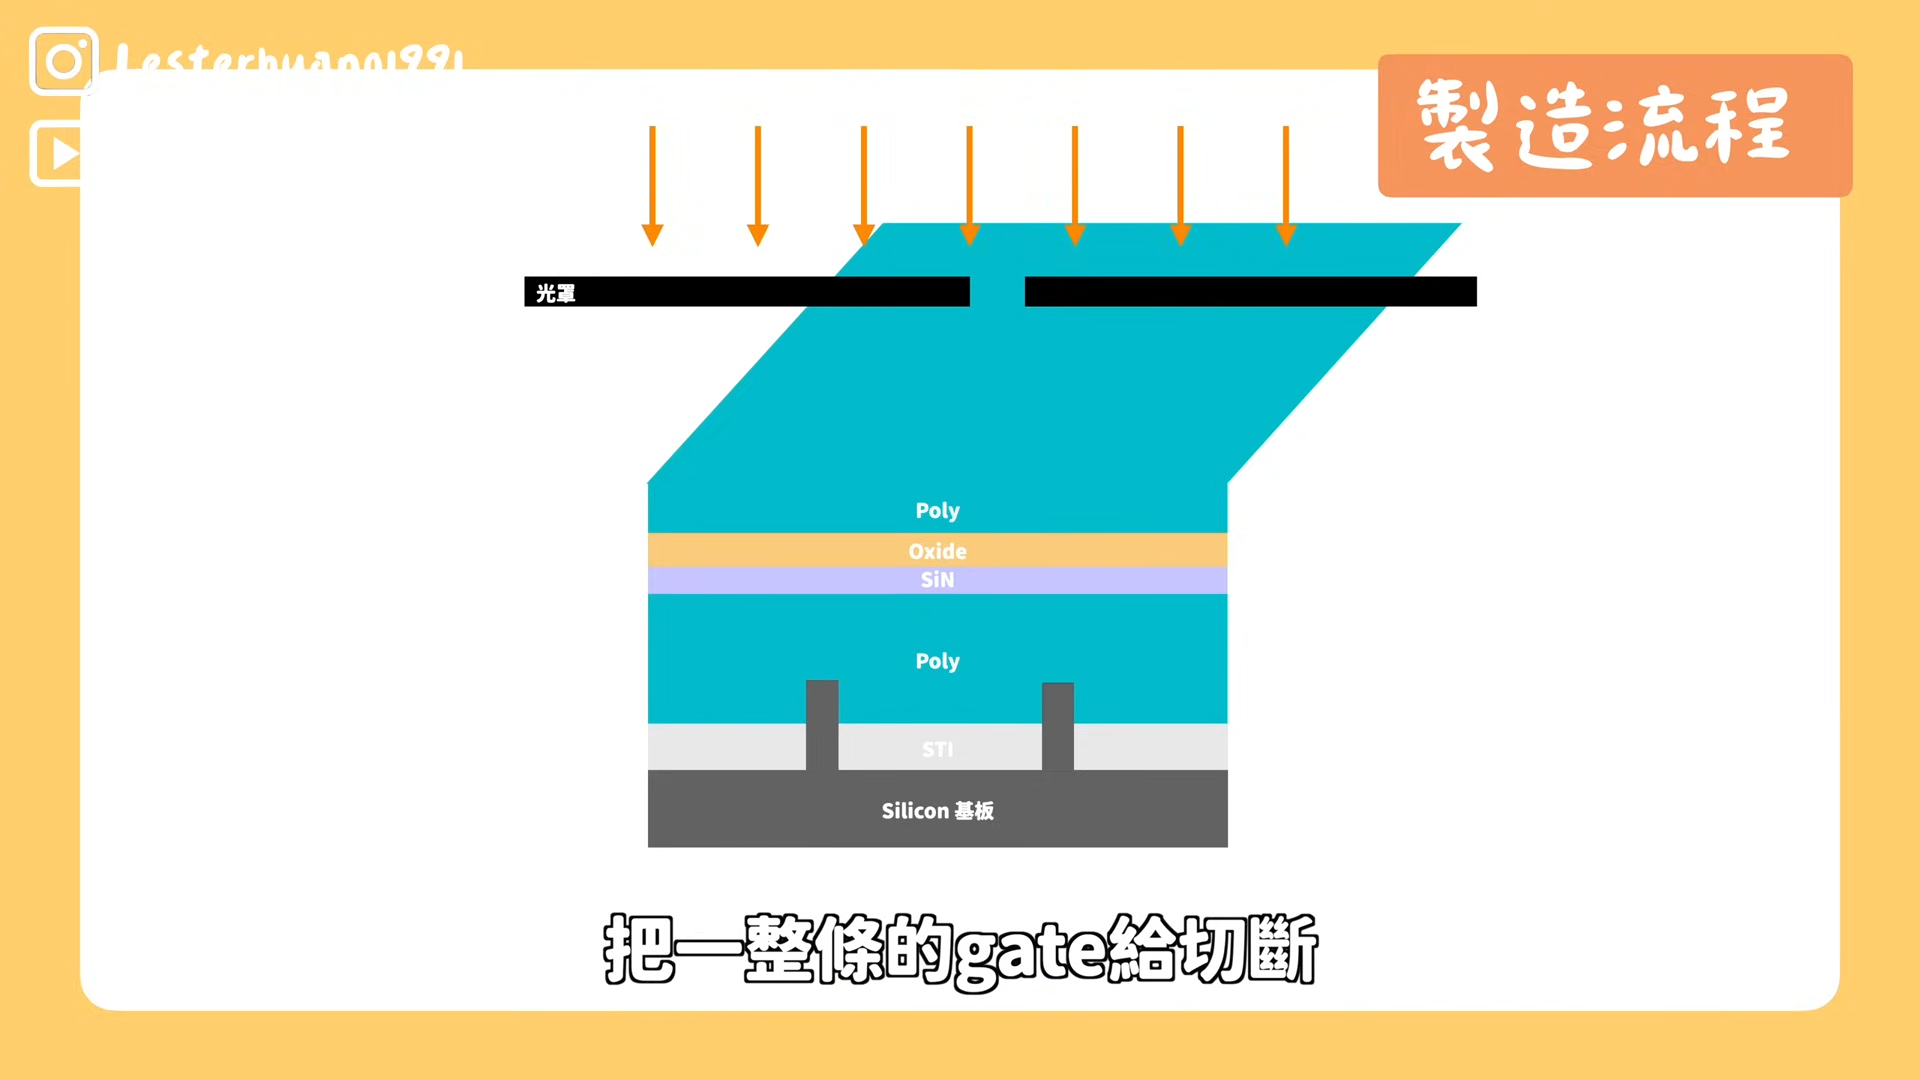 Lesterhuang1991
製造流程
光罩
Poly
Oxide
SiN
Poly
STI
Silicon 基板
把一整條的gate給切斷